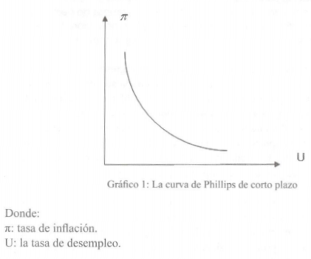 π
U
Gráfico 1: La curva de Phillips de corto plazo
Donde:
π: tasa de inflación.
U: la tasa de desempleo.